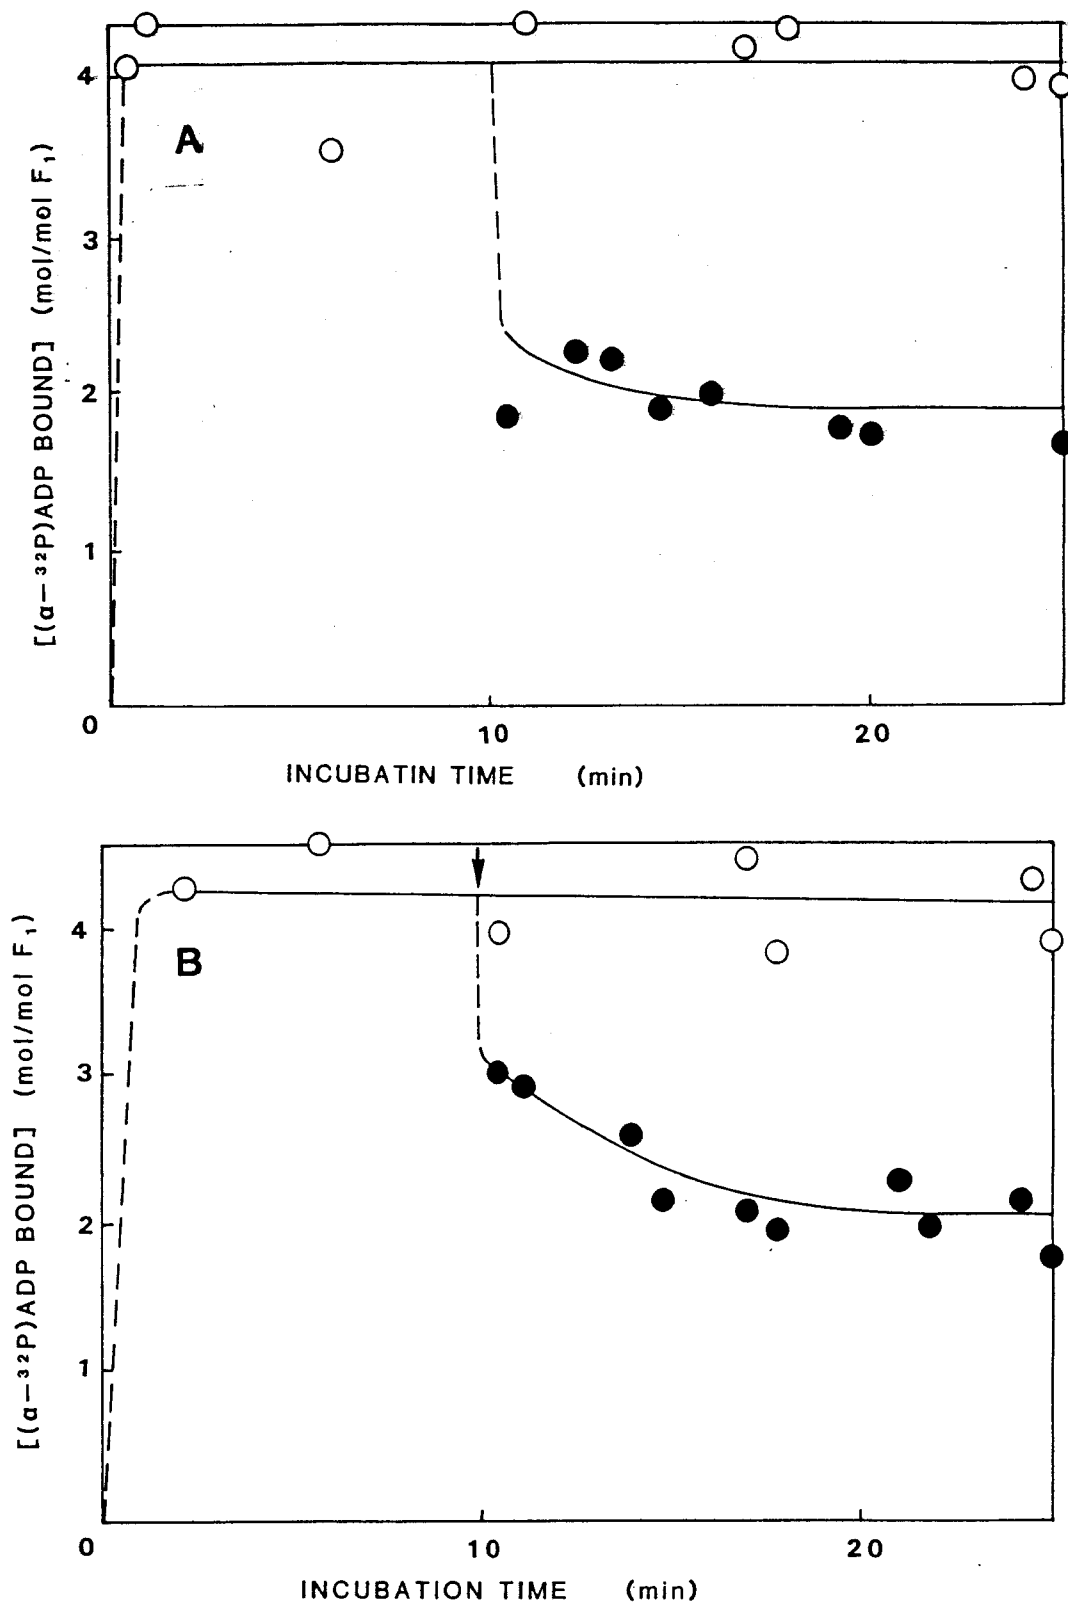 A
4
3
2
1
0
10
20
[(α—³²P)ADP BOUND] (mol/mol F₁)
INCUBATIN TIME (min)
B
4
3
2
1
0
10
20
[(α—³²P)ADP BOUND] (mol/mol F₁)
INCUBATION TIME (min)